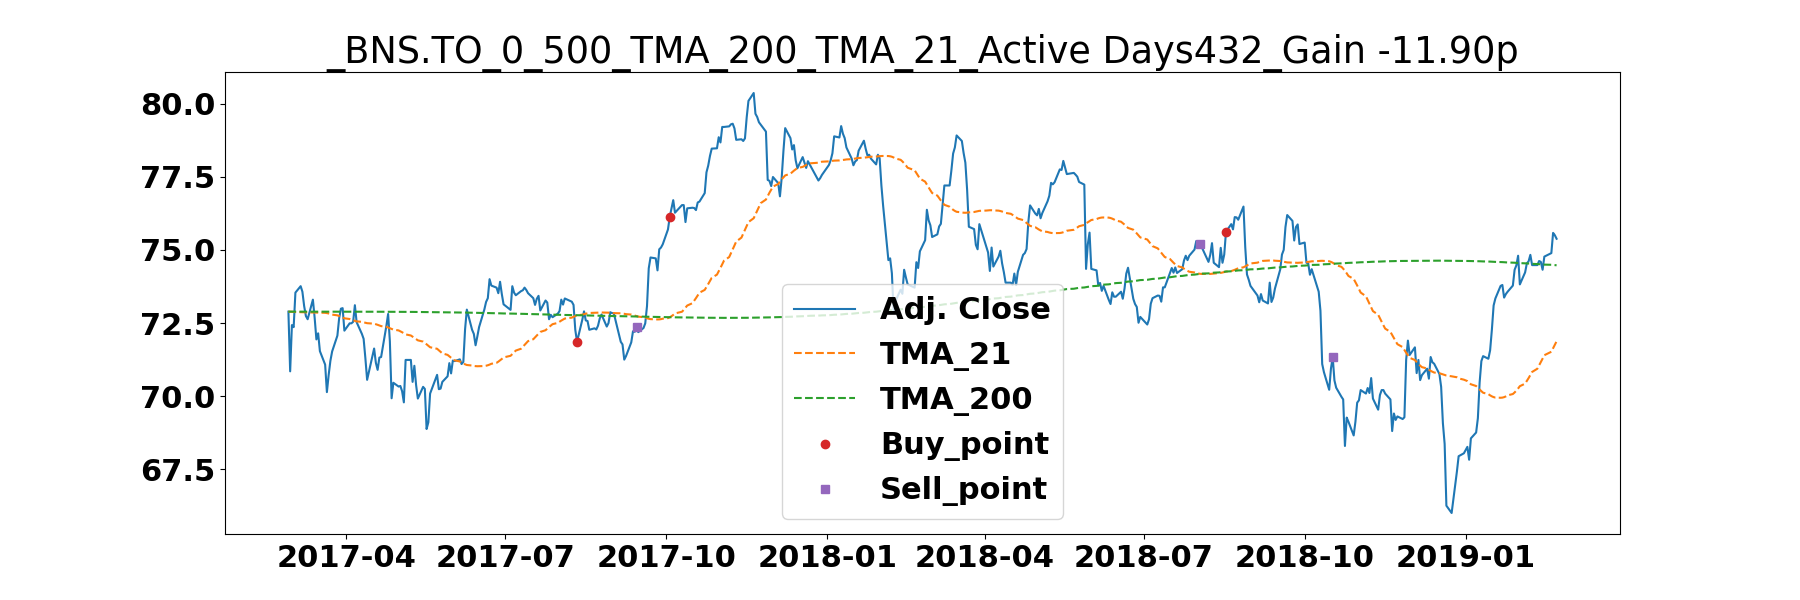 _BNS.TO_0_500_TMA_200_TMA_21_Active Days432_Gain -11.90p
80.0
77.5
75.0
72.5
70.0
67.5
Adj. Close
TMA_21
TMA_200
Buy_point
Sell_point
2017-04 2017-07 2017-10 2018-01 2018-04 2018-07 2018-10 2019-01